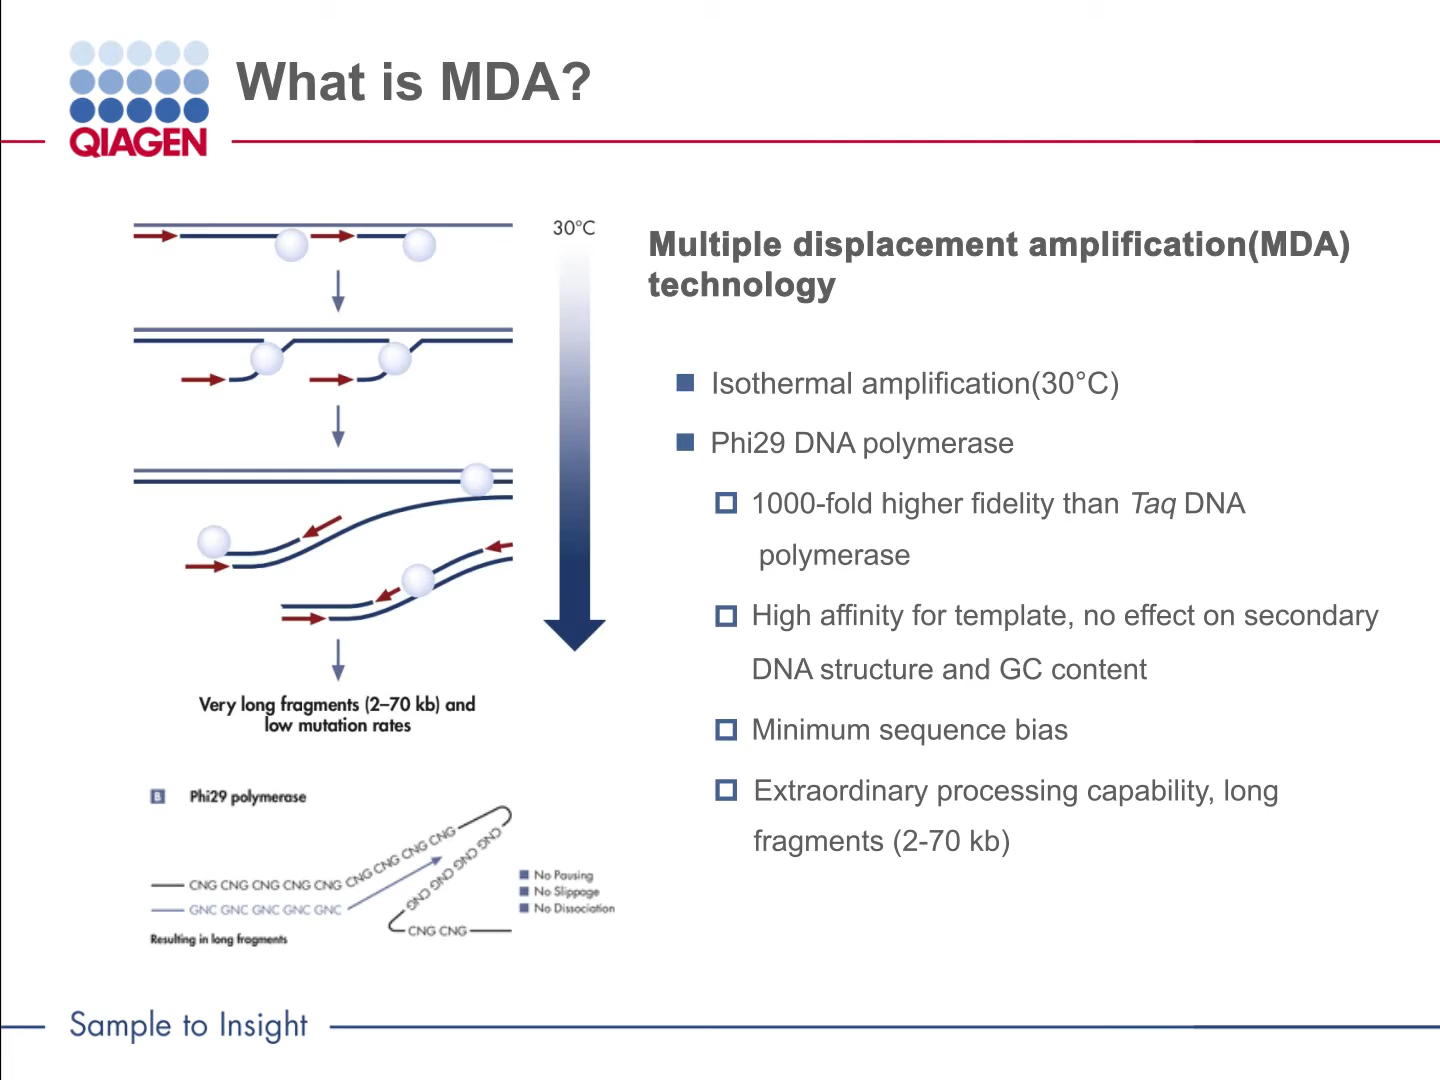 QIAGEN
What is MDA?
30°C
Very long fragments (2–70 kb) and
low mutation rates
B Phi29 polymerase
CNG CNG CNG CNG CNG CNG CNG CNG CNG
CNG CNG CNG CNG
GNC GNC GNC GNC GNC
CNG CNG
Resulting in long fragments
No Pausing
No Slippage
No Dissociation
Multiple displacement amplification(MDA)
technology
Isothermal amplification(30°C)
Phi29 DNA polymerase
1000-fold higher fidelity than Taq DNA
polymerase
High affinity for template, no effect on secondary
DNA structure and GC content
Minimum sequence bias
Extraordinary processing capability, long
fragments (2-70 kb)
Sample to Insight